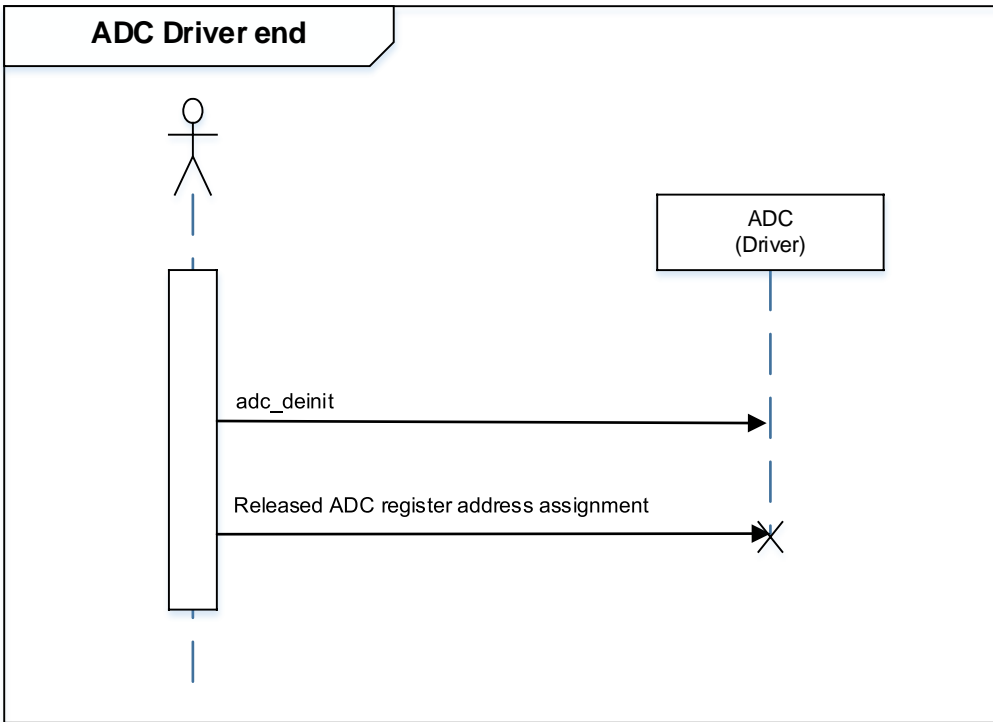 ADC Driver end
ADC
(Driver)
adc_deinit
Released ADC register address assignment